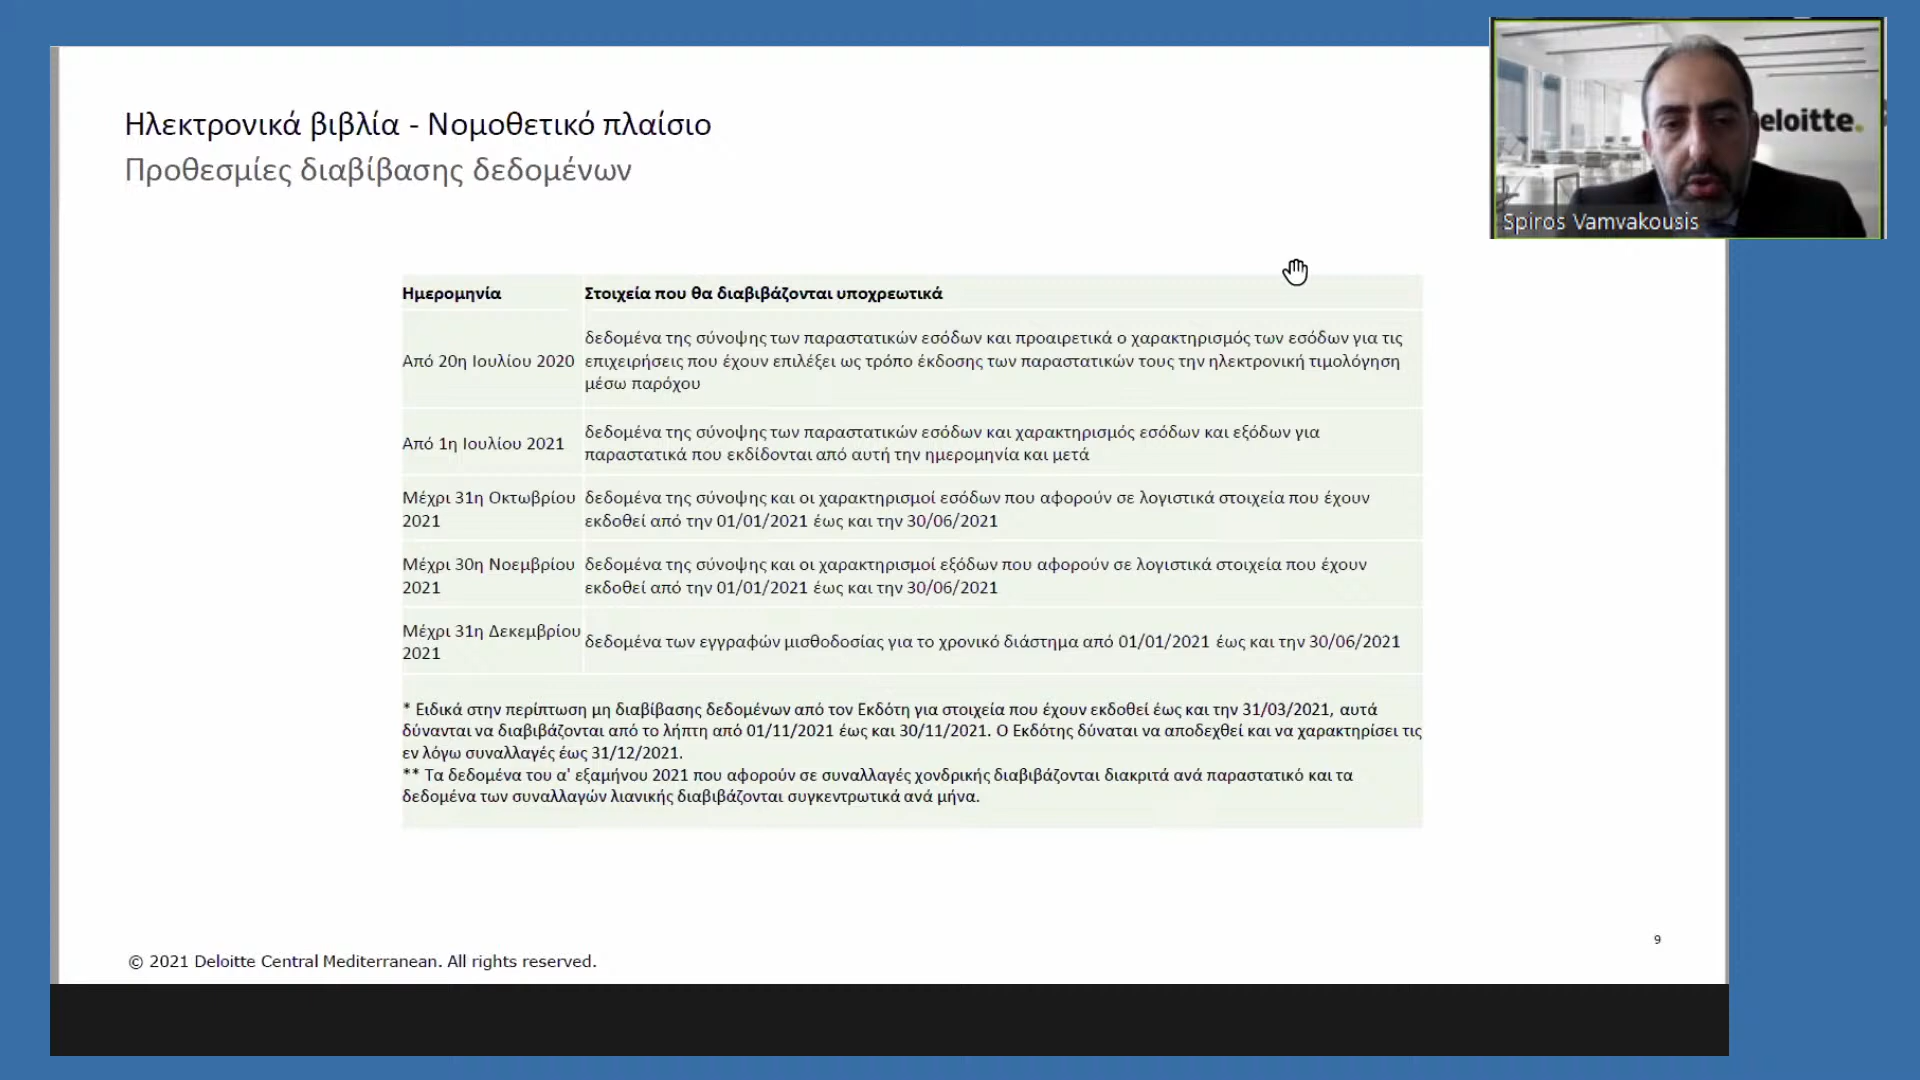 Ηλεκτρονικά βιβλία - Νομοθετικό πλαίσιο
Προθεσμίες διαβίβασης δεδομένων
eloitte.
Spiros Vamvakousis
Ημερομηνία
Στοιχεία που θα διαβιβάζονται υποχρεωτικά
Από 20η Ιουλίου 2020
δεδομένα της σύνοψης των παραστατικών εσόδων και προαιρετικά ο χαρακτηρισμός των εσόδων για τις
επιχειρήσεις που έχουν επιλέξει ως τρόπο έκδοσης των παραστατικών τους την ηλεκτρονική τιμολόγηση
μέσω παρόχου
Από 1η Ιουλίου 2021
δεδομένα της σύνοψης των παραστατικών εσόδων και χαρακτηρισμός εσόδων και εξόδων για
παραστατικά που εκδίδονται από αυτή την ημερομηνία και μετά
Μέχρι 31η Οκτωβρίου
2021
δεδομένα της σύνοψης και οι χαρακτηρισμοί εσόδων που αφορούν σε λογιστικά στοιχεία που έχουν
εκδοθεί από την 01/01/2021 έως και την 30/06/2021
Μέχρι 30η Νοεμβρίου
2021
δεδομένα της σύνοψης και οι χαρακτηρισμοί εξόδων που αφορούν σε λογιστικά στοιχεία που έχουν
εκδοθεί από την 01/01/2021 έως και την 30/06/2021
Μέχρι 31η Δεκεμβρίου
2021
δεδομένα των εγγραφών μισθοδοσίας για το χρονικό διάστημα από 01/01/2021 έως και την 30/06/2021
* Ειδικά στην περίπτωση μη διαβίβασης δεδομένων από τον Εκδότη για στοιχεία που έχουν εκδοθεί έως και την 31/03/2021, αυτά
δύνανται να διαβιβάζονται από το λήπτη από 01/11/2021 έως και 30/11/2021. Ο Εκδότης δύναται να αποδεχθεί και να χαρακτηρίσει τις
εν λόγω συναλλαγές έως 31/12/2021.
** Τα δεδομένα του α' εξαμήνου 2021 που αφορούν σε συναλλαγές χονδρικής διαβιβάζονται διακριτά ανά παραστατικό και τα
δεδομένα των συναλλαγών λιανικής διαβιβάζονται συγκεντρωτικά ανά μήνα.
9
© 2021 Deloitte Central Mediterranean. All rights reserved.